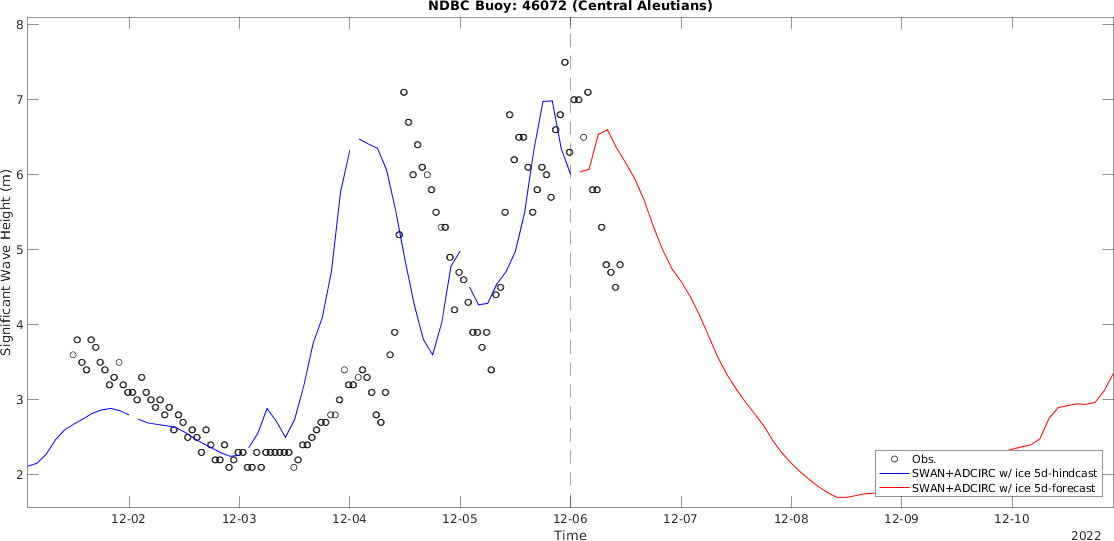 NDBC Buoy: 46072 (Central Aleutians)
8
7
6
5
4
3
2
Significant Wave Height (m)
Obs.
SWAN+ADCIRC w/ ice 5d-hindcast
SWAN+ADCIRC w/ ice 5d-forecast
12-02 12-03 12-04 12-05 12-06 12-07 12-08 12-09 12-10
Time
2022